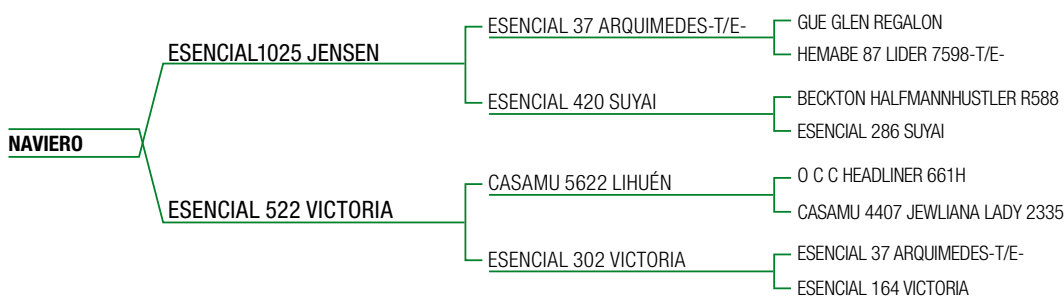 GUE GLEN REGALON
ESENCIAL 37 ARQUIMEDES-T/E-
ESENCIAL1025 JENSEN
HEMABE 87 LIDER 7598-T/E-
BECKTON HALFMANNHUSTLER R588
ESENCIAL 420 SUYAI
ESENCIAL 286 SUYAI
NAVIERO
O C C HEADLINER 661H
CASAMU 5622 LIHUÉN
ESENCIAL 522 VICTORIA
CASAMU 4407 JEWLIANA LADY 2335
ESENCIAL 37 ARQUIMEDES-T/E-
ESENCIAL 302 VICTORIA
ESENCIAL 164 VICTORIA